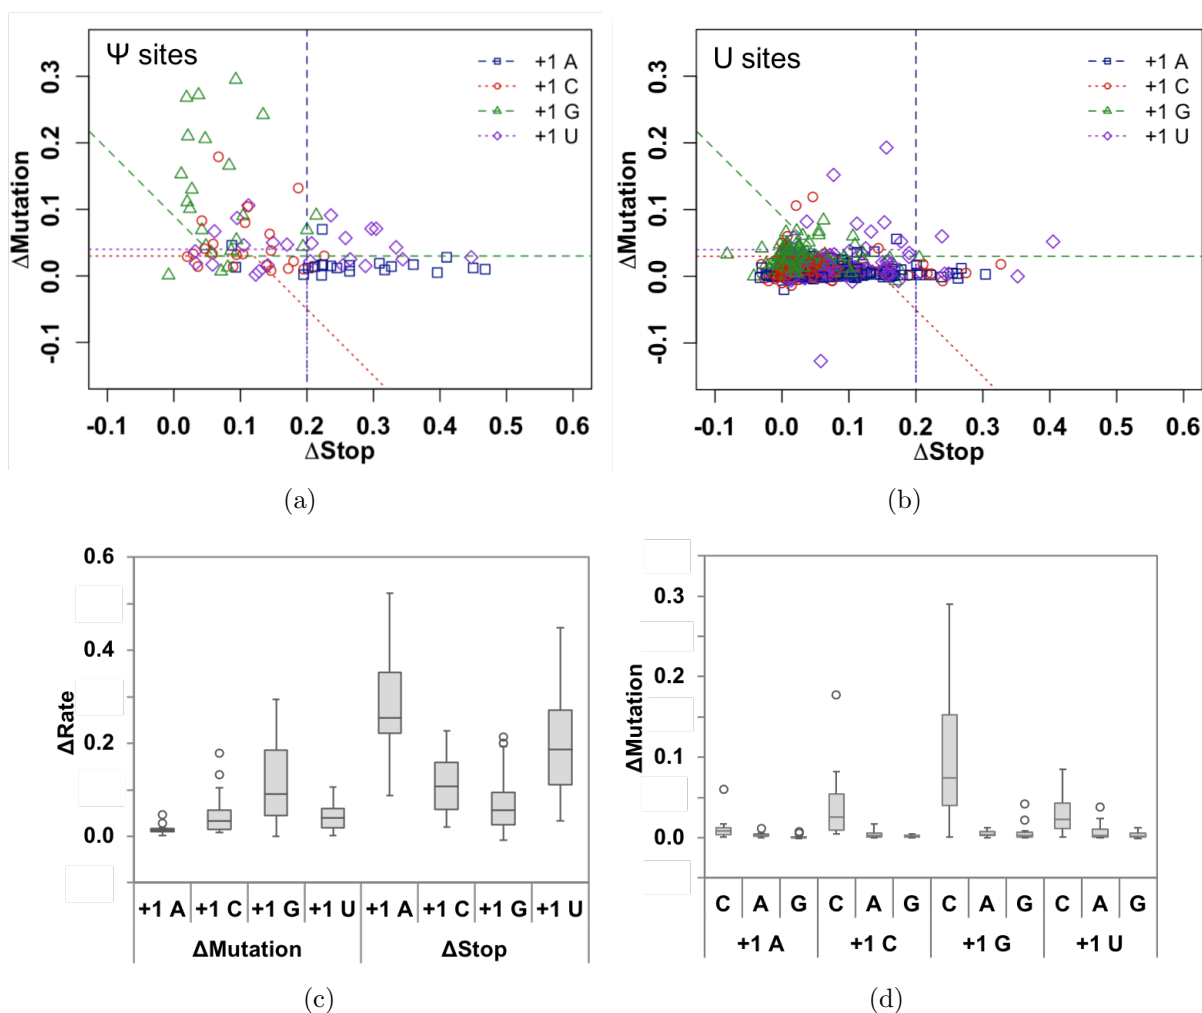 Ψ sites
+1 A
+1 C
+1 G
+1 U
ΔMutation
0.3
0.2
0.1
0.0
-0.1
-0.1 0.0 0.1 0.2 0.3 0.4 0.5 0.6
ΔStop
(a)
U sites
+1 A
+1 C
+1 G
+1 U
ΔMutation
0.3
0.2
0.1
0.0
-0.1
-0.1 0.0 0.1 0.2 0.3 0.4 0.5 0.6
ΔStop
(b)
ΔRate
0.6
0.4
0.2
0.0
+1 A +1 C +1 G +1 U +1 A +1 C +1 G +1 U
ΔMutation ΔStop
(c)
ΔMutation
0.3
0.2
0.1
0.0
C A G C A G C A G C A G
+1 A +1 C +1 G +1 U
(d)